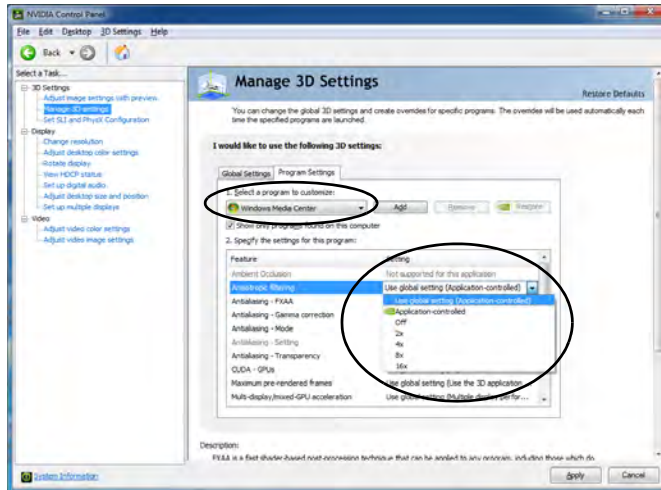 NVIDIA Control Panel
File Edit Desktop 3D Settings Help
Back
Select a Task...
3D Settings
Adjust image settings with preview
Manage 3D settings
Set SLI and PhysX Configuration
Display
Change resolution
Adjust desktop color settings
Rotate display
View HDCP status
Set up digital audio
Adjust desktop size and position
Set up multiple displays
Video
Adjust video color settings
Adjust video image settings
System Information
Manage 3D Settings
Restore Defaults
You can change the global 3D settings and create overrides for specific programs. The overrides will be used automatically each
time the specified programs are launched.
I would like to use the following 3D settings:
Global Settings Program Settings
1. Select a program to customize:
Windows Media Center Add Remove Restore
Show only programs found on this computer
2. Specify the settings for this program:
Feature Setting
Ambient Occlusion Not supported for this application
Anisotropic filtering Use global setting (Application-controlled)
Antialiasing - FXAA Use global setting (Application-controlled)
Antialiasing - Gamma correction Application-controlled
Off
Antialiasing - Mode 2x
Antialiasing - Setting 4x
Antialiasing - Transparency 8x
CUDA - GPUs 16x
Maximum pre-rendered frames Use global setting (Use the 3D application
Multi-display/mixed-GPU acceleration Use global setting (Multiple display perfor...
Description:
FXAA is a fast shader-based post-processing technique that can be applied to any program, including those which do
Apply Cancel